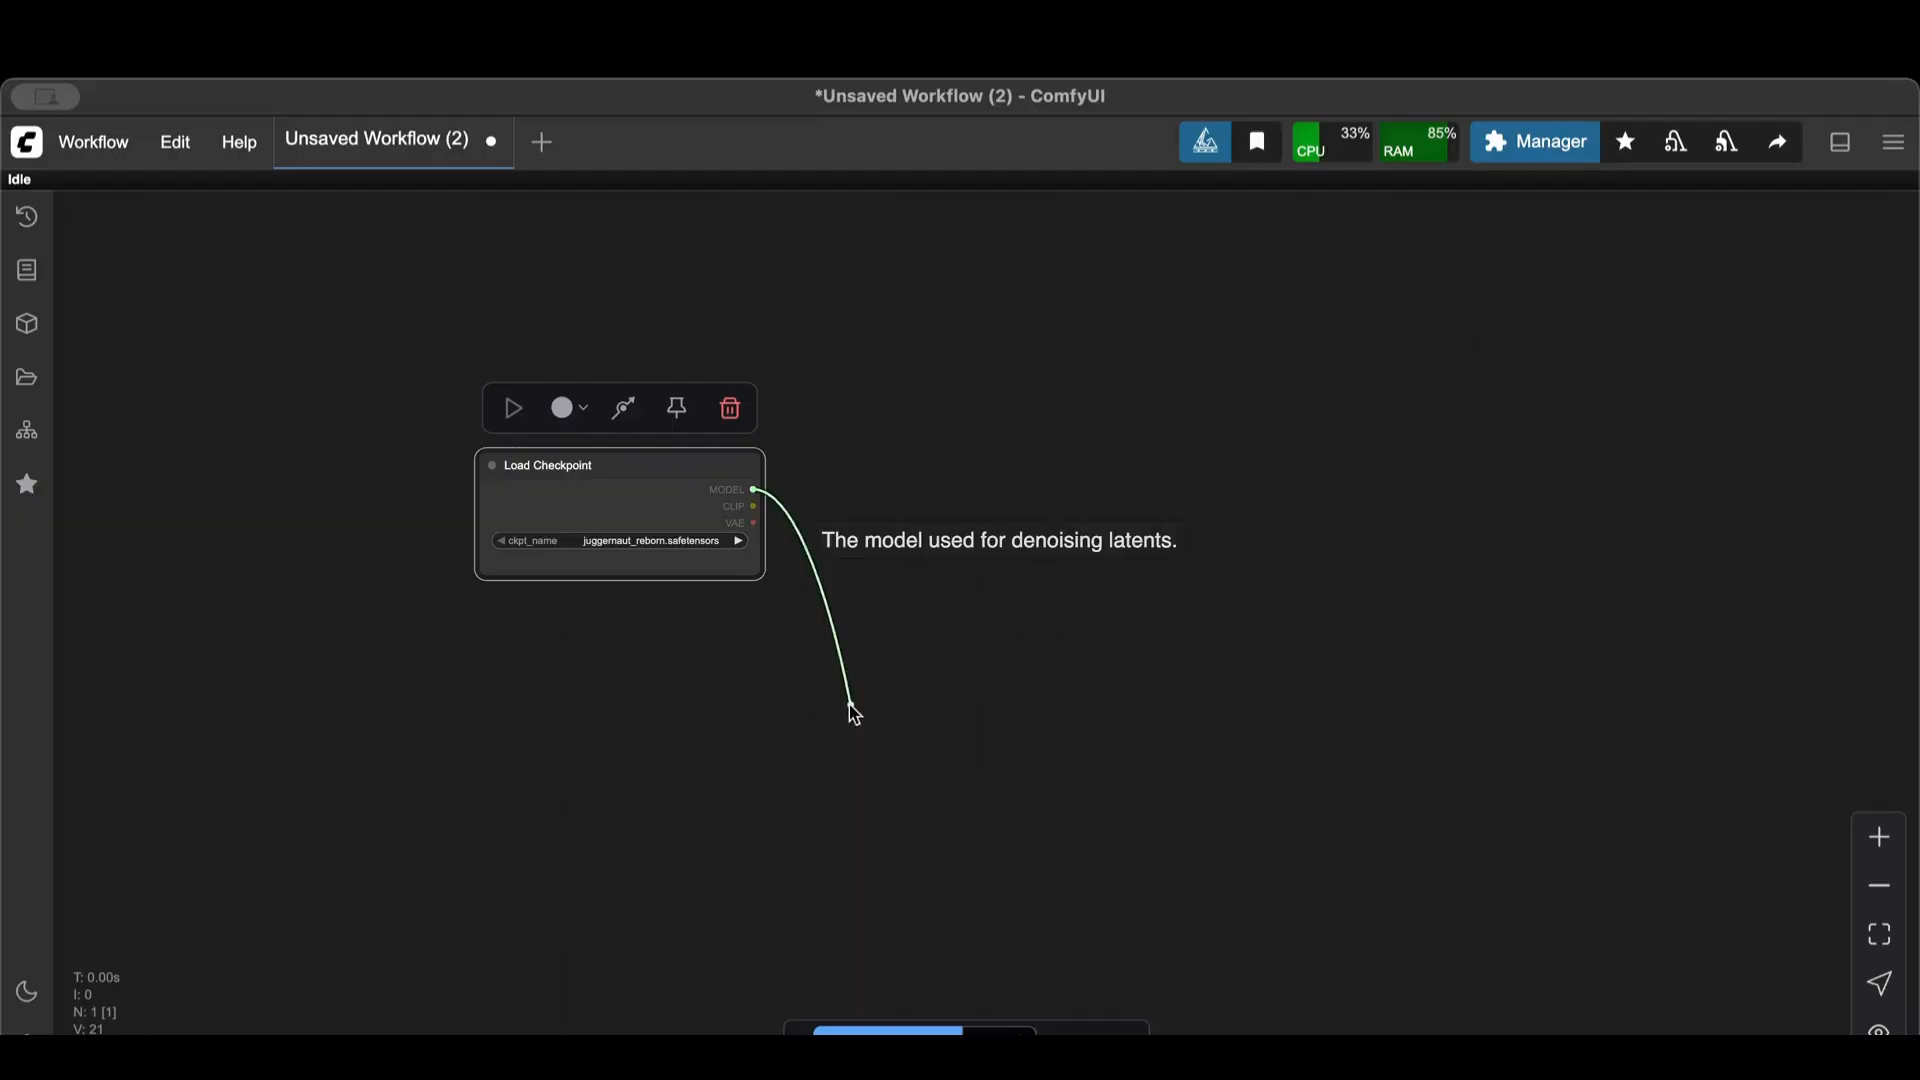 *Unsaved Workflow (2) - ComfyUI
Workflow Edit Help Unsaved Workflow (2)
CPU 33% RAM 85% Manager
Idle
Load Checkpoint
MODEL
CLIP
VAE
ckpt_name juggernaut_reborn.safetensors
The model used for denoising latents.
T: 0.00s
I: 0
N: 1 [1]
V: 21